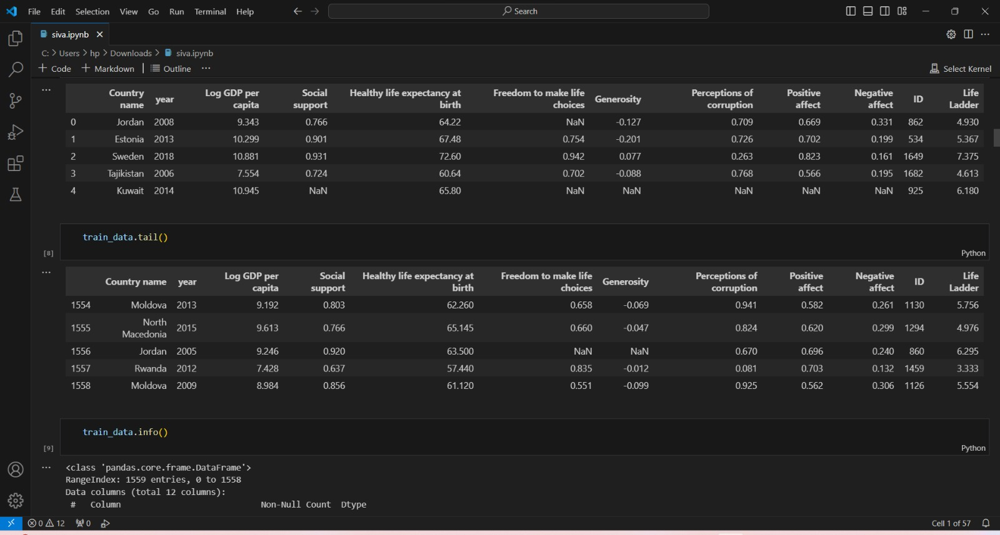 File Edit Selection View Go Run Terminal Help Search
siva.ipynb
C: > Users > hp > Downloads > siva.ipynb
+ Code + Markdown | Outline ... Select Kernel
Country name year Log GDP per capita Social support Healthy life expectancy at birth Freedom to make life choices Generosity Perceptions of corruption Positive affect Negative affect ID Life Ladder
0 Jordan 2008 9.343 0.766 64.22 NaN -0.127 0.709 0.669 0.331 862 4.930
1 Estonia 2013 10.299 0.901 67.48 0.754 -0.201 0.726 0.702 0.199 534 5.367
2 Sweden 2018 10.881 0.931 72.60 0.942 0.077 0.263 0.823 0.161 1649 7.375
3 Tajikistan 2006 7.554 0.724 60.64 0.702 -0.088 0.768 0.566 0.195 1682 4.613
4 Kuwait 2014 10.945 NaN 65.80 NaN NaN NaN NaN NaN 925 6.180
train_data.tail()
[8] Python
Country name year Log GDP per capita Social support Healthy life expectancy at birth Freedom to make life choices Generosity Perceptions of corruption Positive affect Negative affect ID Life Ladder
1554 Moldova 2013 9.192 0.803 62.260 0.658 -0.069 0.941 0.582 0.261 1130 5.756
1555 North Macedonia 2015 9.613 0.766 65.145 0.660 -0.047 0.824 0.620 0.299 1294 4.976
1556 Jordan 2005 9.246 0.920 63.500 NaN NaN 0.670 0.696 0.240 860 6.295
1557 Rwanda 2012 7.428 0.637 57.440 0.835 -0.012 0.081 0.703 0.132 1459 3.333
1558 Moldova 2009 8.984 0.856 61.120 0.551 -0.099 0.925 0.562 0.306 1126 5.554
train_data.info()
[9] Python
<class 'pandas.core.frame.DataFrame'>
RangeIndex: 1559 entries, 0 to 1558
Data columns (total 12 columns):
# Column Non-Null Count Dtype
0 12 0 Cell 1 of 57